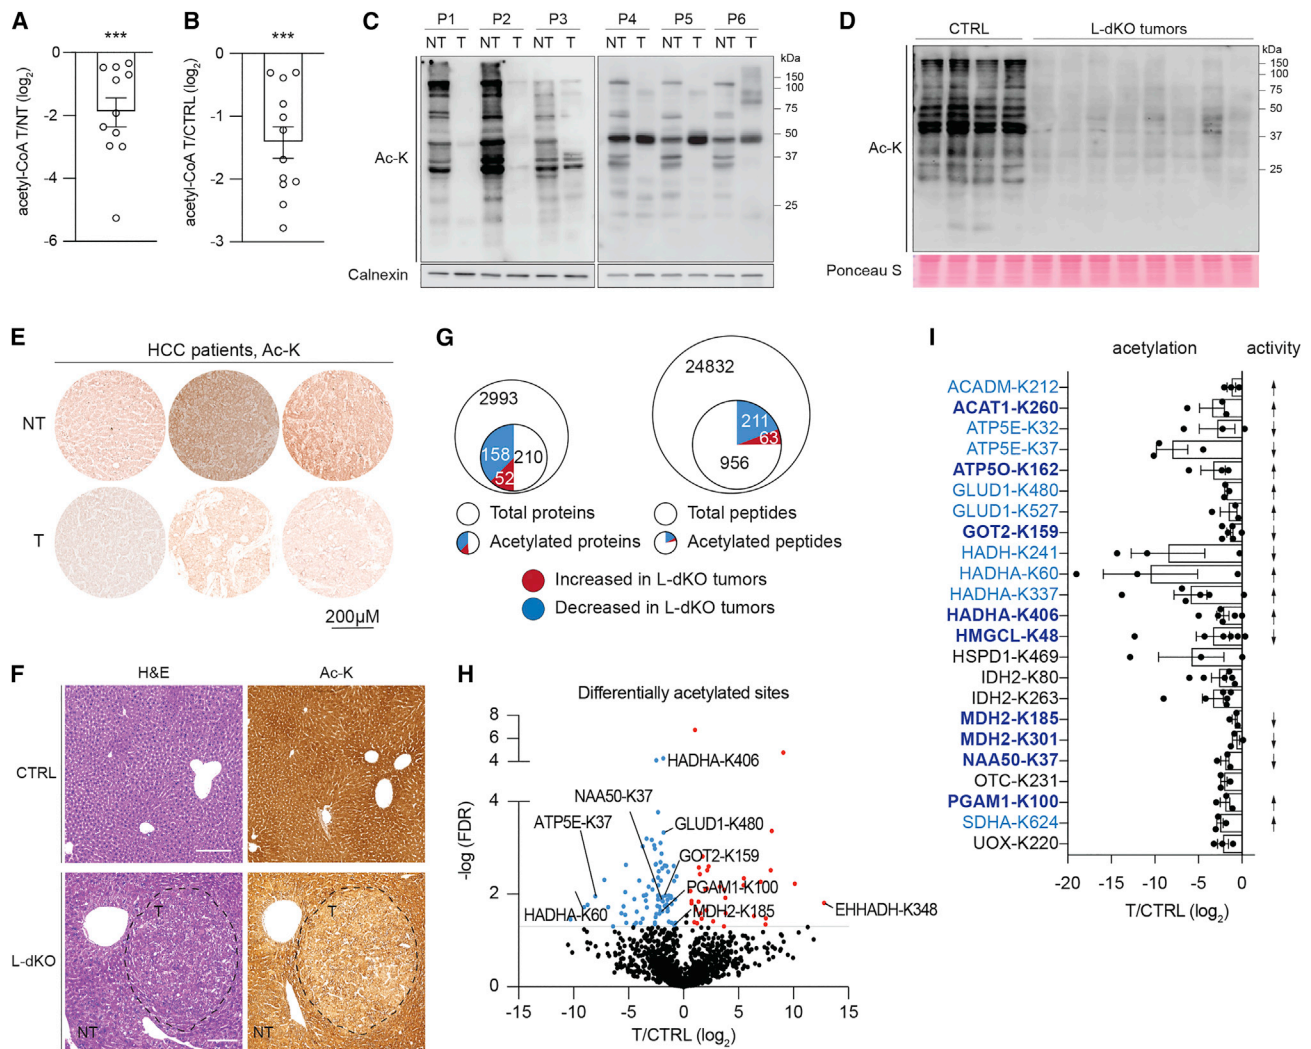 A
***
acetyl-CoA T/NT (log2)
0
-2
-4
-6
B
***
acetyl-CoA T/CTRL (log2)
0
-1
-2
-3
C
P1 P2 P3 P4 P5 P6
NT T NT T NT T NT T NT T NT T
kDa
150
100
75
50
37
25
Ac-K
Calnexin
D
CTRL L-dKO tumors
kDa
150
100
75
50
37
25
Ac-K
Ponceau S
E
HCC patients, Ac-K
NT
T
200µM
F
H&E Ac-K
CTRL
L-dKO
T T
NT NT
G
2993
158 210
52
24832
211
63
956
Total proteins
Acetylated proteins
Total peptides
Acetylated peptides
Increased in L-dKO tumors
Decreased in L-dKO tumors
H
Differentially acetylated sites
-log (FDR)
8
6
4
4
2
0
HADHA-K406
NAA50-K37
ATP5E-K37
GLUD1-K480
GOT2-K159
PGAM1-K100
HADHA-K60
MDH2-K185
EHHADH-K348
-15 -10 -5 0 5 10 15
T/CTRL (log2)
I
acetylation activity
ACADM-K212
ACAT1-K260
ATP5E-K32
ATP5E-K37
ATP5O-K162
GLUD1-K480
GLUD1-K527
GOT2-K159
HADH-K241
HADHA-K60
HADHA-K337
HADHA-K406
HMGCL-K48
HSPD1-K469
IDH2-K80
IDH2-K263
MDH2-K185
MDH2-K301
NAA50-K37
OTC-K231
PGAM1-K100
SDHA-K624
UOX-K220
-20 -15 -10 -5 0
T/CTRL (log2)